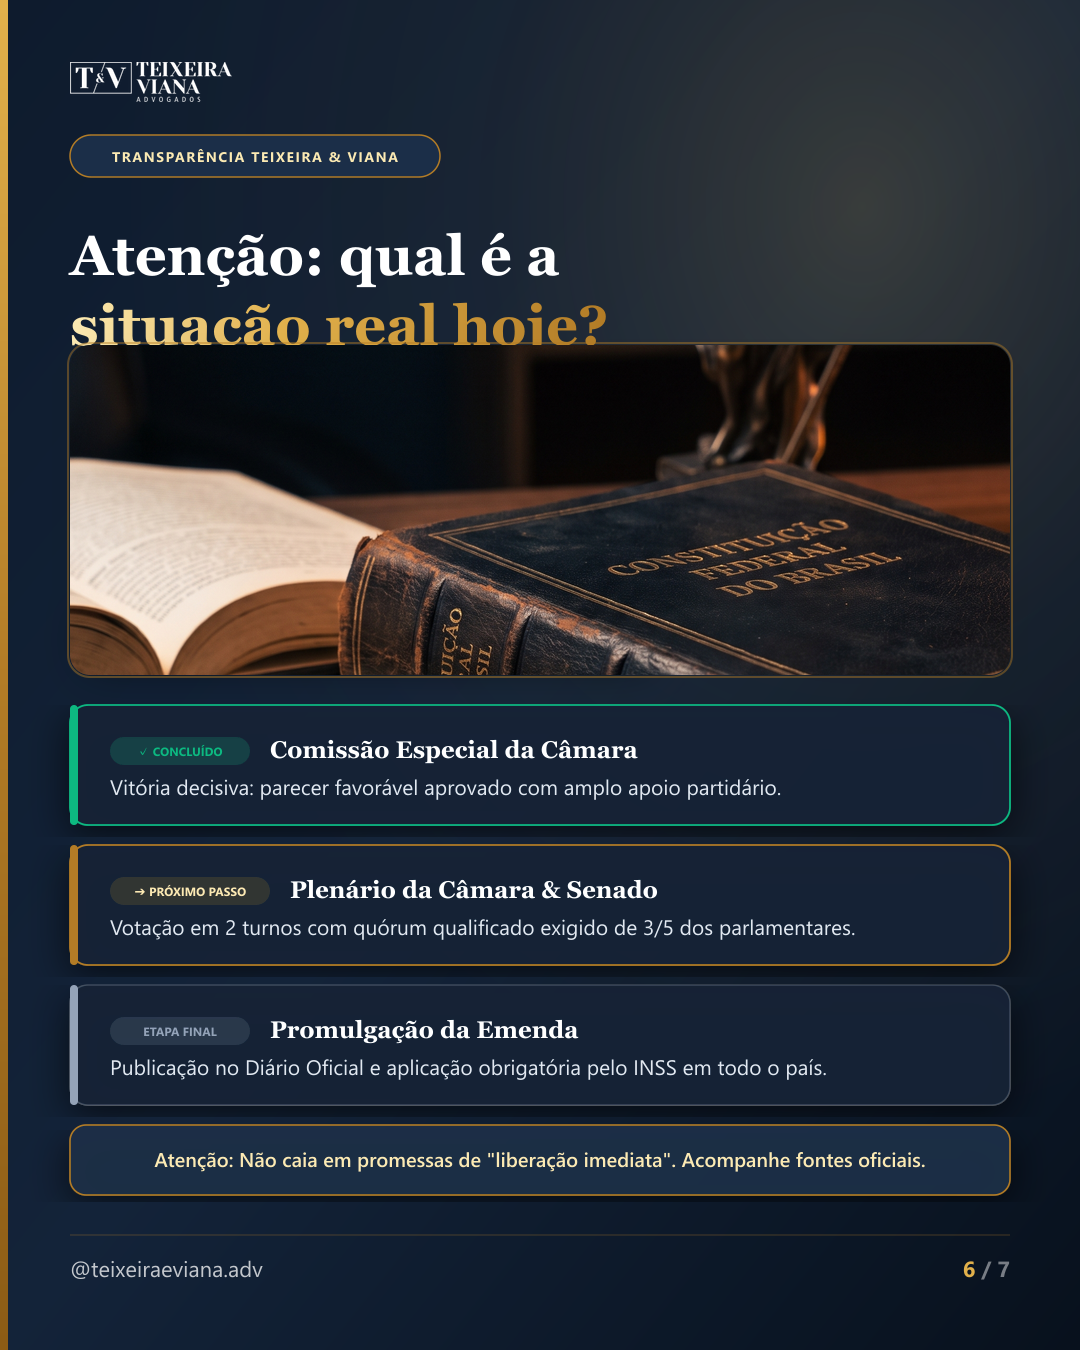 T&V TEIXEIRA
VIANA
ADVOGADOS
TRANSPARÊNCIA TEIXEIRA & VIANA
Atenção: qual é a
situação real hoje?
CONSTITUIÇÃO
FEDERAL
DO BRASIL
UIÇÃO
AL
SIL
✓ CONCLUÍDO Comissão Especial da Câmara
Vitória decisiva: parecer favorável aprovado com amplo apoio partidário.
→ PRÓXIMO PASSO Plenário da Câmara & Senado
Votação em 2 turnos com quórum qualificado exigido de 3/5 dos parlamentares.
ETAPA FINAL Promulgação da Emenda
Publicação no Diário Oficial e aplicação obrigatória pelo INSS em todo o país.
Atenção: Não caia em promessas de "liberação imediata". Acompanhe fontes oficiais.
@teixeiraeviana.adv
6 / 7